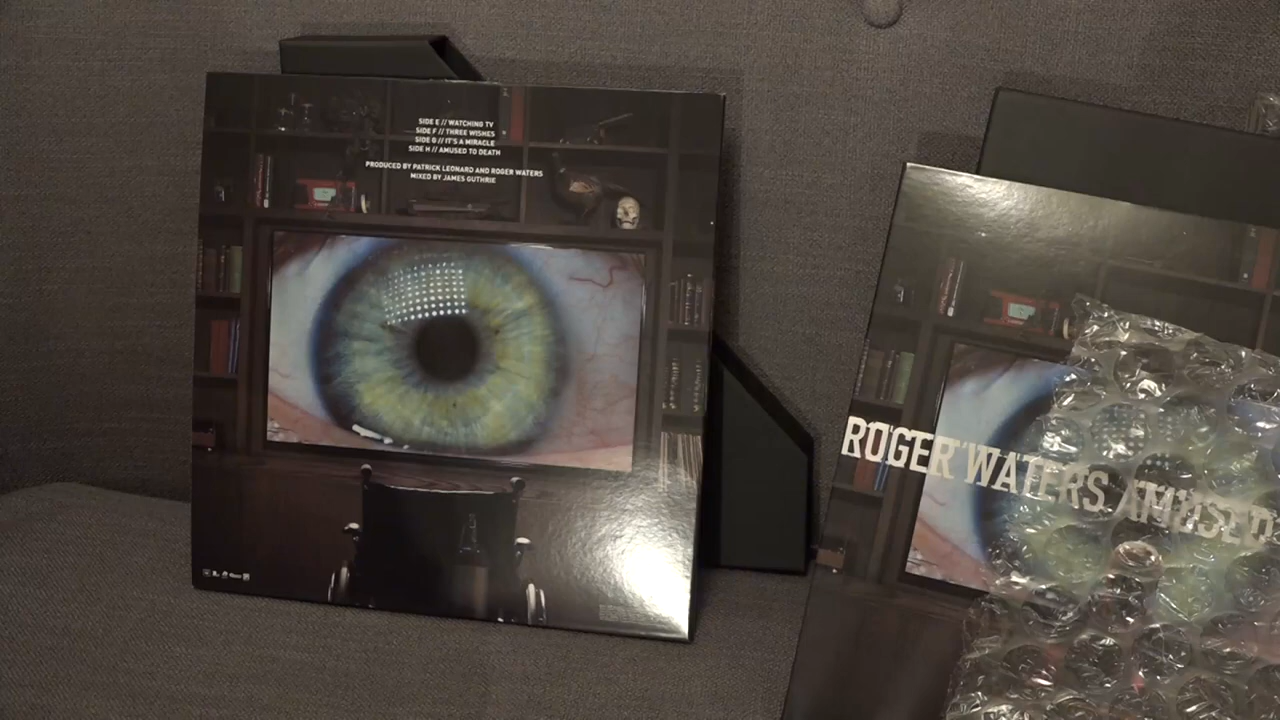 SIDE E // WATCHING TV
SIDE F // THREE WISHES
SIDE G // IT'S A MIRACLE
SIDE H // AMUSED TO DEATH
PRODUCED BY PATRICK LEONARD AND ROGER WATERS
MIXED BY JAMES GUTHRIE
ROGER WATERS AMUSED